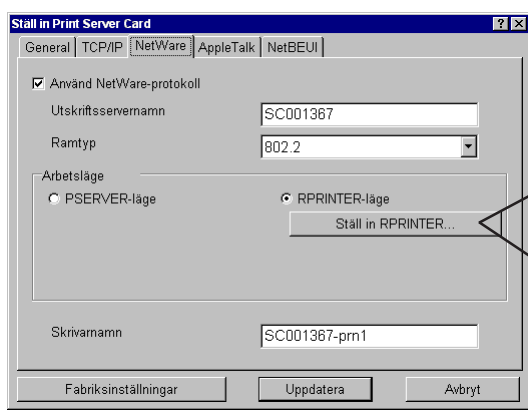 Ställ in Print Server Card
General TCP/IP NetWare AppleTalk NetBEUI
Använd NetWare-protokoll
Utskriftsservernamn SC001367
Ramtyp 802.2
Arbetsläge
PSERVER-läge RPRINTER-läge
Ställ in RPRINTER...
Skrivarnamn SC001367-prn1
Fabriksinställningar Uppdatera Avbryt